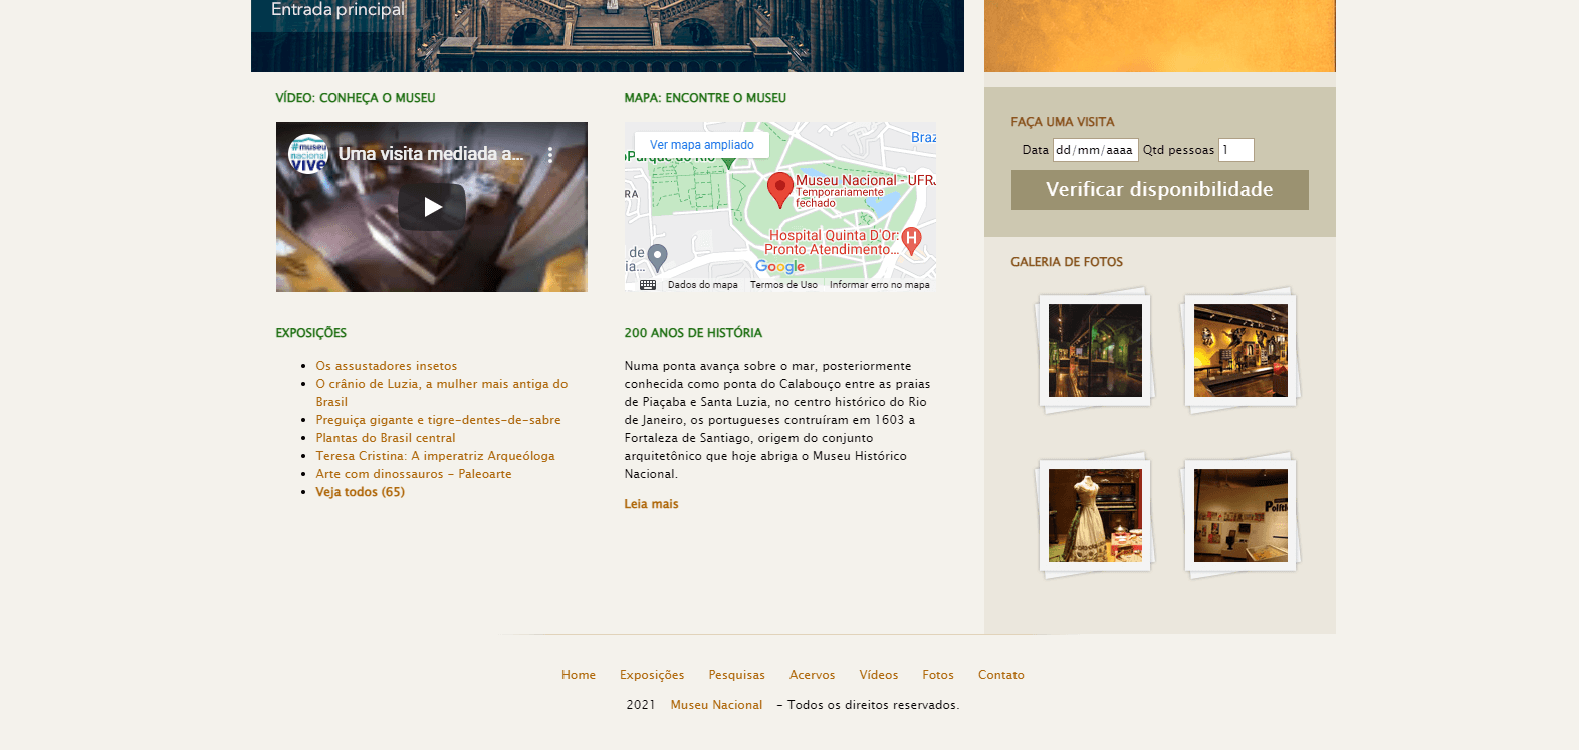 Entrada principal
VÍDEO: CONHEÇA O MUSEU
#museu
nacional
vive
Uma visita mediada a...
MAPA: ENCONTRE O MUSEU
Ver mapa ampliado
Braz
Parque do Rio
RA
Museu Nacional - UFRJ
Temporariamente
fechado
Hospital Quinta D'Or:
Pronto Atendimento...
H
de
ia...
Google
Dados do mapa
Termos de Uso
Informar erro no mapa
FAÇA UMA VISITA
Data dd/mm/aaaa Qtd pessoas 1
Verificar disponibilidade
GALERIA DE FOTOS
EXPOSIÇÕES
Os assustadores insetos
O crânio de Luzia, a mulher mais antiga do
Brasil
Preguiça gigante e tigre-dentes-de-sabre
Plantas do Brasil central
Teresa Cristina: A imperatriz Arqueóloga
Arte com dinossauros - Paleoarte
Veja todos (65)
200 ANOS DE HISTÓRIA
Numa ponta avança sobre o mar, posteriormente
conhecida como ponta do Calabouço entre as praias
de Piaçaba e Santa Luzia, no centro histórico do Rio
de Janeiro, os portugueses contruíram em 1603 a
Fortaleza de Santiago, origem do conjunto
arquitetônico que hoje abriga o Museu Histórico
Nacional.
Leia mais
Home Exposições Pesquisas Acervos Vídeos Fotos Contato
2021 Museu Nacional - Todos os direitos reservados.